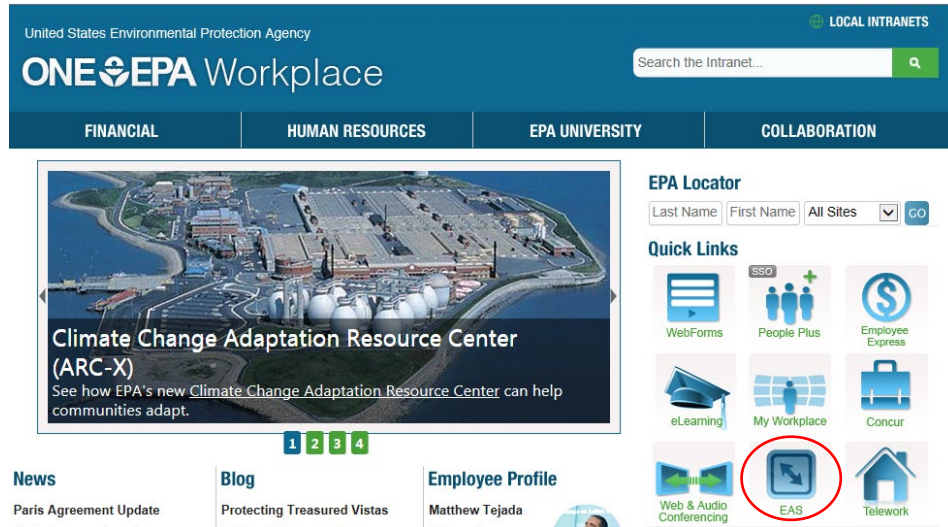 LOCAL INTRANETS
United States Environmental Protection Agency
ONE EPA Workplace
Search the Intranet...
FINANCIAL
HUMAN RESOURCES
EPA UNIVERSITY
COLLABORATION
Climate Change Adaptation Resource Center
(ARC-X)
See how EPA's new Climate Change Adaptation Resource Center can help
communities adapt.
1 2 3 4
EPA Locator
Last Name First Name All Sites GO
Quick Links
WebForms
SSO
People Plus
Employee
Express
eLearning
My Workplace
Concur
Web & Audio
Conferencing
EAS
Telework
News
Paris Agreement Update
Blog
Protecting Treasured Vistas
Employee Profile
Matthew Tejada